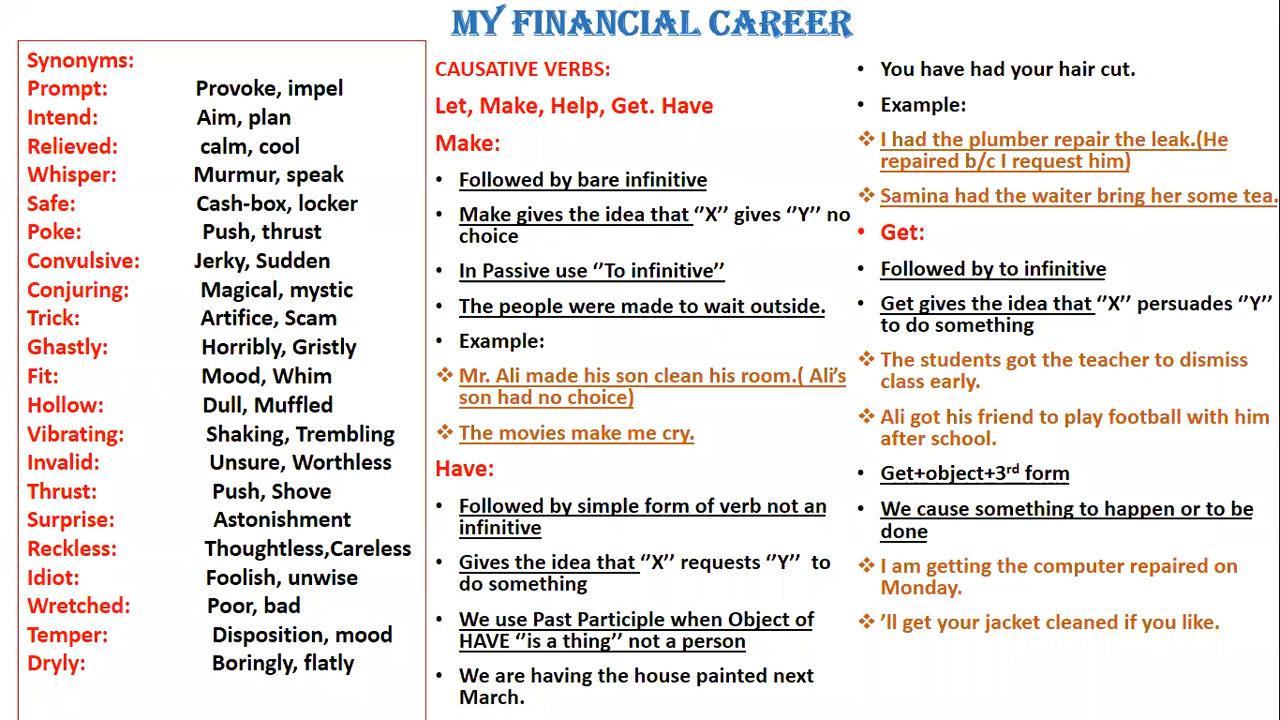 MY FINANCIAL CAREER
Synonyms:
Prompt: Provoke, impel
Intend: Aim, plan
Relieved: calm, cool
Whisper: Murmur, speak
Safe: Cash-box, locker
Poke: Push, thrust
Convulsive: Jerky, Sudden
Conjuring: Magical, mystic
Trick: Artifice, Scam
Ghastly: Horribly, Gristly
Fit: Mood, Whim
Hollow: Dull, Muffled
Vibrating: Shaking, Trembling
Invalid: Unsure, Worthless
Thrust: Push, Shove
Surprise: Astonishment
Reckless: Thoughtless,Careless
Idiot: Foolish, unwise
Wretched: Poor, bad
Temper: Disposition, mood
Dryly: Boringly, flatly
CAUSATIVE VERBS:
Let, Make, Help, Get. Have
Make:
• Followed by bare infinitive
• Make gives the idea that ‘’X’’ gives ‘’Y’’ no
choice
• In Passive use ‘’To infinitive’’
• The people were made to wait outside.
• Example:
❖ Mr. Ali made his son clean his room.( Ali’s
son had no choice)
❖ The movies make me cry.
Have:
• Followed by simple form of verb not an
infinitive
• Gives the idea that ‘’X’’ requests ‘’Y’’ to
do something
• We use Past Participle when Object of
HAVE ‘’is a thing’’ not a person
• We are having the house painted next
March.
• You have had your hair cut.
• Example:
❖ I had the plumber repair the leak.(He
repaired b/c I request him)
❖ Samina had the waiter bring her some tea.
• Get:
• Followed by to infinitive
• Get gives the idea that ‘’X’’ persuades ‘’Y’’
to do something
❖ The students got the teacher to dismiss
class early.
❖ Ali got his friend to play football with him
after school.
• Get+object+3rd form
• We cause something to happen or to be
done
❖ I am getting the computer repaired on
Monday.
❖ ’ll get your jacket cleaned if you like.